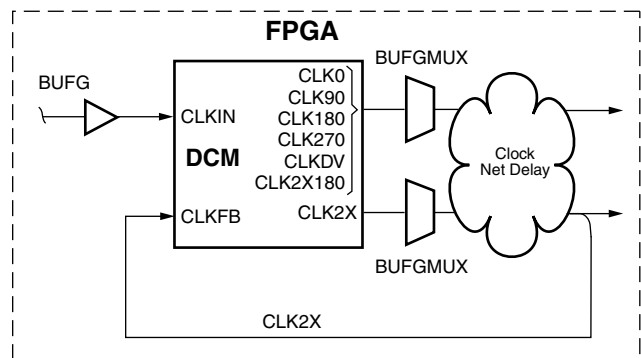 FPGA
BUFG
BUFGMUX
CLK0
CLK90
CLK180
CLK270
CLKDV
CLK2X180
CLK2X
CLKIN
DCM
CLKFB
Clock
Net Delay
BUFGMUX
CLK2X